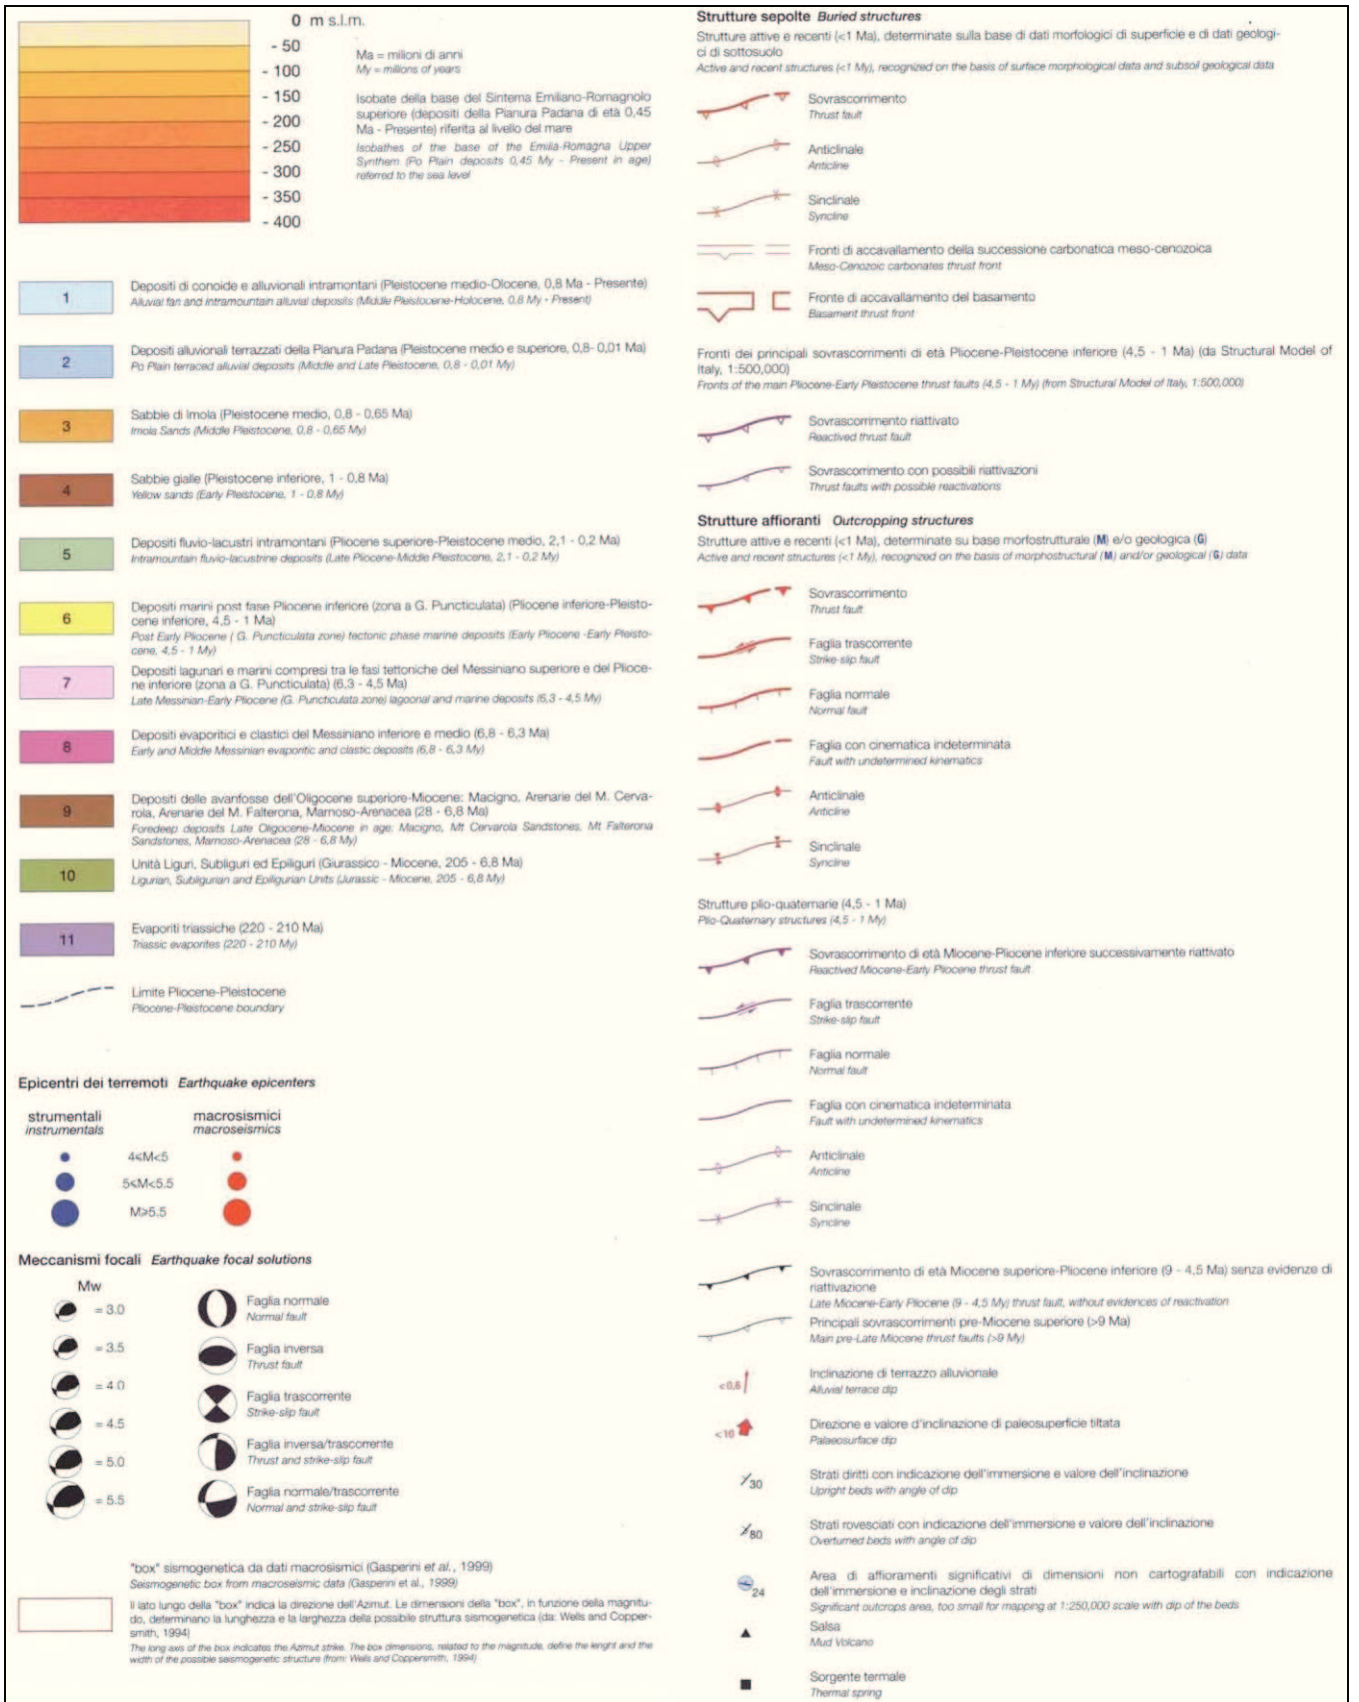 0 m s.l.m.
- 50
- 100
- 150
- 200
- 250
- 300
- 350
- 400
Ma = milioni di anni
My = millions of years
Isobate della base del Sintema Emiliano-Romagnolo
superiore (depositi della Pianura Padana di età 0,45
Ma - Presente) riferita al livello del mare
Isobathes of the base of the Emilia-Romagna Upper
Synthem (Po Plain deposits 0,45 My - Present in age)
referred to the sea level
1
Depositi di conoide e alluvionali intramontani (Pleistocene medio-Olocene, 0,8 Ma - Presente)
Alluvial fan and intramountain alluvial deposits (Middle Pleistocene-Holocene, 0,8 My - Present)
2
Depositi alluvionali terrazzati della Pianura Padana (Pleistocene medio e superiore, 0,8- 0,01 Ma)
Po Plain terraced alluvial deposits (Middle and Late Pleistocene, 0,8 - 0,01 My)
3
Sabbie di Imola (Pleistocene medio, 0,8 - 0,65 Ma)
Imola Sands (Middle Pleistocene, 0,8 - 0,65 My)
4
Sabbie gialle (Pleistocene inferiore, 1 - 0,8 Ma)
Yellow sands (Early Pleistocene, 1 - 0,8 My)
5
Depositi fluvio-lacustri intramontani (Pliocene superiore-Pleistocene medio, 2,1 - 0,2 Ma)
Intramountain fluvio-lacustrine deposits (Late Pliocene-Middle Pleistocene, 2,1 - 0,2 My)
6
Depositi marini post fase Pliocene inferiore (zona a G. Puncticulata) (Pliocene inferiore-Pleisto-
cene inferiore, 4,5 - 1 Ma)
Post Early Pliocene ( G. Puncticulata zone) tectonic phase marine deposits (Early Pliocene -Early Pleisto-
cene, 4,5 - 1 My)
7
Depositi lagunari e marini compresi tra le fasi tettoniche del Messiniano superiore e del Plioce-
ne inferiore (zona a G. Puncticulata) (6,3 - 4,5 Ma)
Late Messinian-Early Pliocene (G. Puncticulata zone) lagoonal and marine deposits (6,3 - 4,5 My)
8
Depositi evaporitici e clastici del Messiniano inferiore e medio (6,8 - 6,3 Ma)
Early and Middle Messinian evaporitic and clastic deposits (6,8 - 6,3 My)
9
Depositi delle avanfosse dell'Oligocene superiore-Miocene: Macigno, Arenarie del M. Cerva-
rola, Arenarie del M. Falterona, Marnoso-Arenacea (28 - 6,8 Ma)
Foredeep deposits Late Oligocene-Miocene in age: Macigno, Mt Cervarola Sandstones, Mt Falterona
Sandstones, Marnoso-Arenacea (28 - 6,8 My)
10
Unità Liguri, Subliguri ed Epiliguri (Giurassico - Miocene, 205 - 6,8 Ma)
Ligurian, Subligurian and Epiligurian Units (Jurassic - Miocene, 205 - 6,8 My)
11
Evaporiti triassiche (220 - 210 Ma)
Triassic evaporites (220 - 210 My)
Limite Pliocene-Pleistocene
Pliocene-Pleistocene boundary
Epicentri dei terremoti Earthquake epicenters
strumentali macrosismici
instrumentals macroseismics
4<M<5
5<M<5.5
M>5.5
Meccanismi focali Earthquake focal solutions
Mw
= 3.0
= 3.5
= 4.0
= 4.5
= 5.0
= 5.5
Faglia normale
Normal fault
Faglia inversa
Thrust fault
Faglia trascorrente
Strike-slip fault
Faglia inversa/trascorrente
Thrust and strike-slip fault
Faglia normale/trascorrente
Normal and strike-slip fault
"box" sismogenetica da dati macrosismici (Gasperini et al., 1999)
Seismogenetic box from macroseismic data (Gasperini et al., 1999)
Il lato lungo della "box" indica la direzione dell'Azimut. Le dimensioni della "box", in funzione della magnitu-
do, determinano la lunghezza e la larghezza della possibile struttura sismogenetica (da: Wells and Copper-
smith, 1994)
The long axis of the box indicates the Azimut strike. The box dimensions, related to the magnitude, define the lenght and the
width of the possible seismogenetic structure (from: Wells and Coppersmith, 1994)
Strutture sepolte Buried structures
Strutture attive e recenti (<1 Ma), determinate sulla base di dati morfologici di superficie e di dati geologi-
ci di sottosuolo
Active and recent structures (<1 My), recognized on the basis of surface morphological data and subsoil geological data
Sovrascorrimento
Thrust fault
Anticlinale
Anticline
Sinclinale
Syncline
Fronti di accavallamento della successione carbonatica meso-cenozoica
Meso-Cenozoic carbonates thrust front
Fronte di accavallamento del basamento
Basament thrust front
Fronti dei principali sovrascorrimenti di età Pliocene-Pleistocene inferiore (4,5 - 1 Ma) (da Structural Model of
Italy, 1:500,000)
Fronts of the main Pliocene-Early Pleistocene thrust faults (4,5 - 1 My) (from Structural Model of Italy, 1:500,000)
Sovrascorrimento riattivato
Reactived thrust fault
Sovrascorrimento con possibili riattivazioni
Thrust faults with possible reactivations
Strutture affioranti Outcropping structures
Strutture attive e recenti (<1 Ma), determinate su base morfostrutturale (M) e/o geologica (G)
Active and recent structures (<1 My), recognized on the basis of morphostructural (M) and/or geological (G) data
Sovrascorrimento
Thrust fault
Faglia trascorrente
Strike-slip fault
Faglia normale
Normal fault
Faglia con cinematica indeterminata
Fault with undetermined kinematics
Anticlinale
Anticline
Sinclinale
Syncline
Strutture plio-quaternarie (4,5 - 1 Ma)
Plio-Quaternary structures (4,5 - 1 My)
Sovrascorrimento di età Miocene-Pliocene inferiore successivamente riattivato
Reactived Miocene-Early Pliocene thrust fault
Faglia trascorrente
Strike-slip fault
Faglia normale
Normal fault
Faglia con cinematica indeterminata
Fault with undetermined kinematics
Anticlinale
Anticline
Sinclinale
Syncline
Sovrascorrimento di età Miocene superiore-Pliocene inferiore (9 - 4,5 Ma) senza evidenze di
riattivazione
Late Miocene-Early Pliocene (9 - 4,5 My) thrust fault, without evidences of reactivation
Principali sovrascorrimenti pre-Miocene superiore (>9 Ma)
Main pre-Late Miocene thrust faults (>9 My)
<0,6
Inclinazione di terrazzo alluvionale
Alluvial terrace dip
<10
Direzione e valore d'inclinazione di paleosuperficie tiltata
Palaeosurface dip
30
Strati diritti con indicazione dell'immersione e valore dell'inclinazione
Upright beds with angle of dip
80
Strati rovesciati con indicazione dell'immersione e valore dell'inclinazione
Overturned beds with angle of dip
24
Area di affioramenti significativi di dimensioni non cartografabili con indicazione
dell'immersione e inclinazione degli strati
Significant outcrops area, too small for mapping at 1:250,000 scale with dip of the beds
Salsa
Mud Volcano
Sorgente termale
Thermal spring